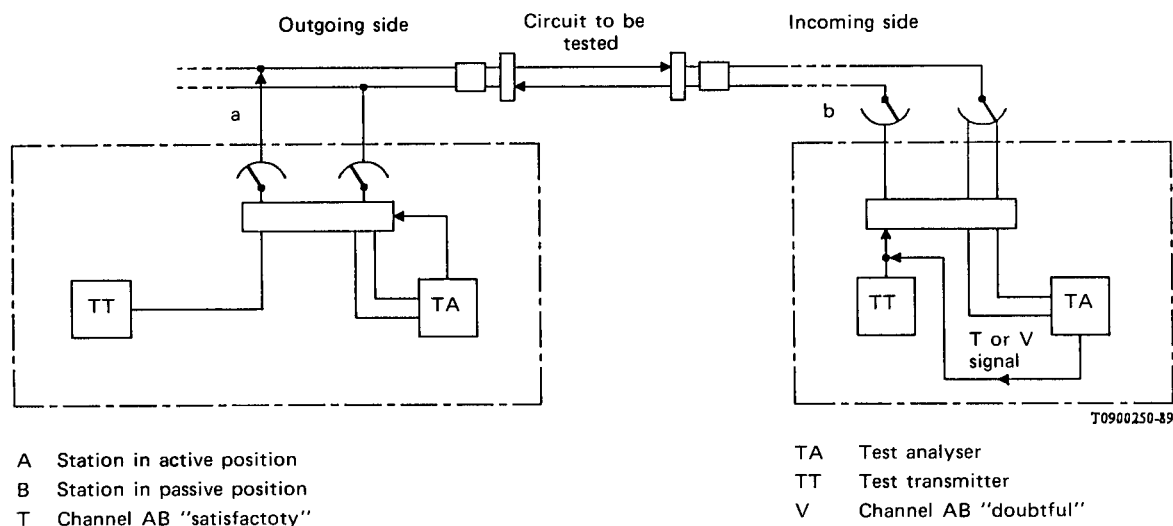 Outgoing side
Circuit to be
tested
Incoming side
a
b
TT
TA
TT
TA
T or V
signal
T0900250-89
A Station in active position
B Station in passive position
T Channel AB "satisfactoty"
TA Test analyser
TT Test transmitter
V Channel AB "doubtful"